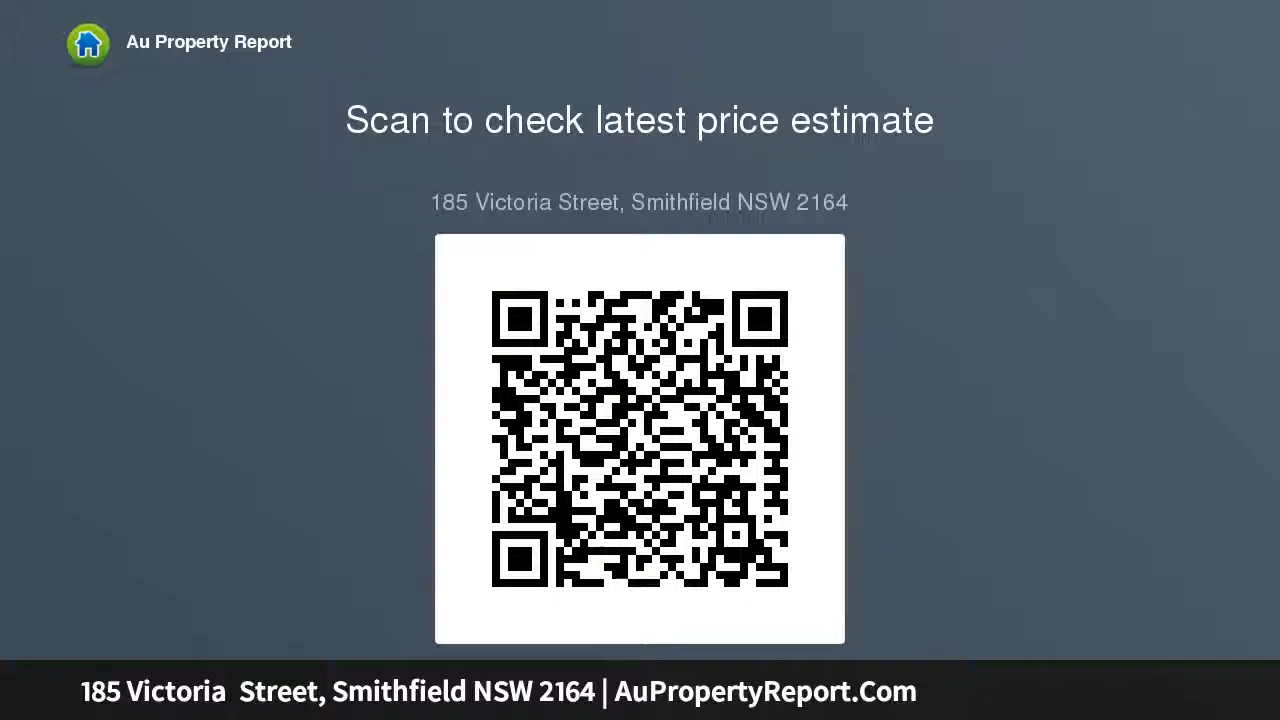 Au Property Report
Scan to check latest price estimate
185 Victoria Street, Smithfield NSW 2164
185 Victoria  Street, Smithfield NSW 2164 | AuPropertyReport.Com